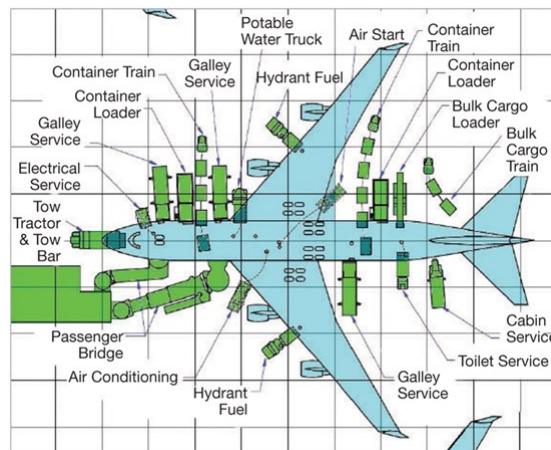 Potable
Water Truck
Galley
Service
Container Train
Container
Loader
Galley
Service
Electrical
Service
Tow
Tractor
& Tow
Bar
Hydrant Fuel
Air Start
Container
Train
Container
Loader
Bulk Cargo
Loader
Bulk
Cargo
Train
Passenger
Bridge
Air Conditioning
Hydrant
Fuel
Galley
Service
Toilet Service
Cabin
Service